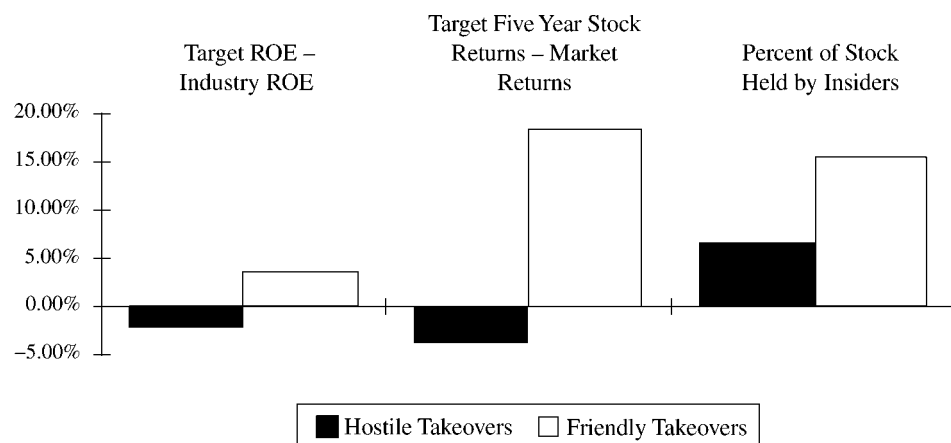 Target ROE –
Industry ROE
Target Five Year Stock
Returns – Market
Returns
Percent of Stock
Held by Insiders
20.00%
15.00%
10.00%
5.00%
0.00%
–5.00%
Hostile Takeovers
Friendly Takeovers